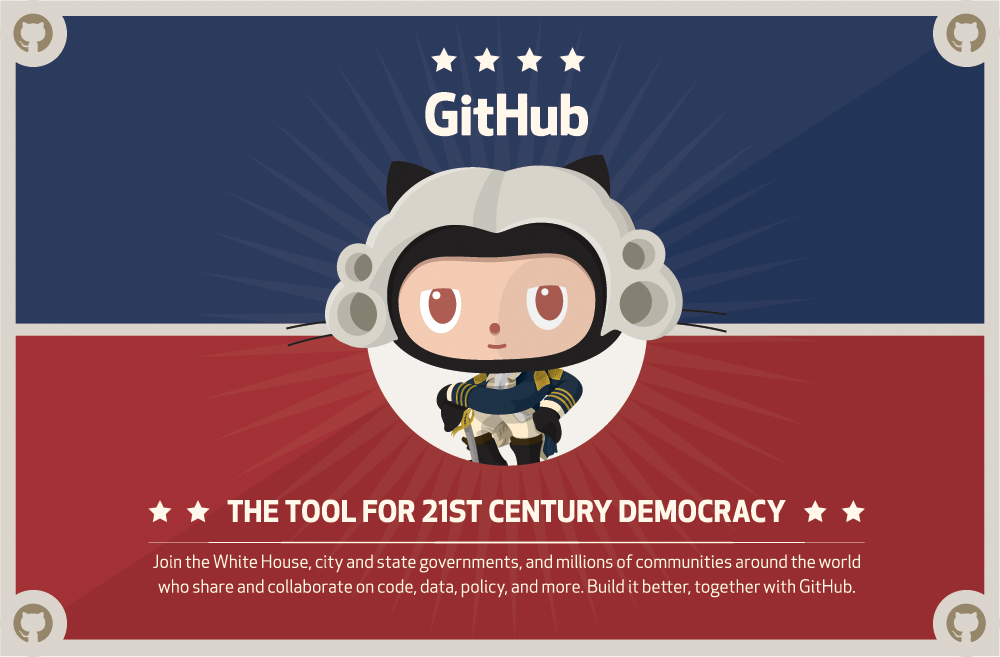 GitHub
THE TOOL FOR 21ST CENTURY DEMOCRACY
Join the White House, city and state governments, and millions of communities around the world
who share and collaborate on code, data, policy, and more. Build it better, together with GitHub.